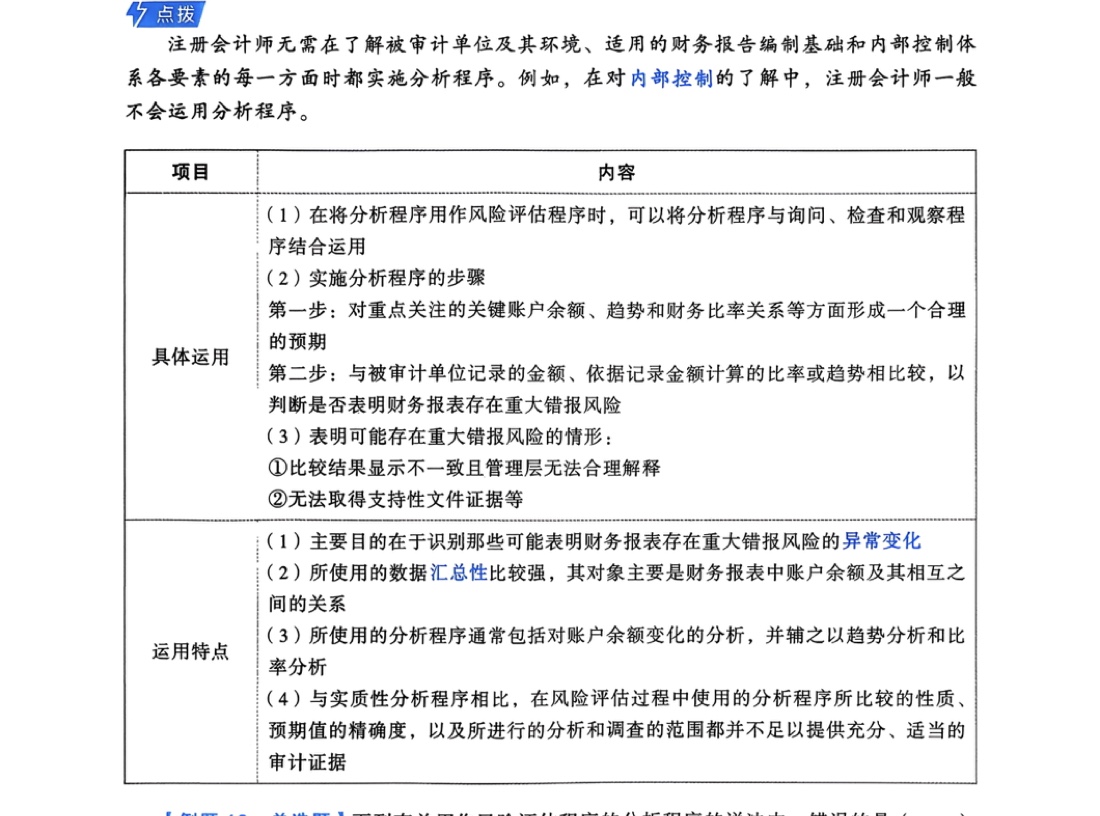 点拨
注册会计师无需在了解被审计单位及其环境、适用的财务报告编制基础和内部控制体
系各要素的每一方面时都实施分析程序。例如，在对内部控制的了解中，注册会计师一般
不会运用分析程序。
项目 内容
具体运用
（1）在将分析程序用作风险评估程序时，可以将分析程序与询问、检查和观察程
序结合运用
（2）实施分析程序的步骤
第一步：对重点关注的关键账户余额、趋势和财务比率关系等方面形成一个合理
的预期
第二步：与被审计单位记录的金额、依据记录金额计算的比率或趋势相比较，以
判断是否表明财务报表存在重大错报风险
（3）表明可能存在重大错报风险的情形：
①比较结果显示不一致且管理层无法合理解释
②无法取得支持性文件证据等
运用特点
（1）主要目的在于识别那些可能表明财务报表存在重大错报风险的异常变化
（2）所使用的数据汇总性比较强，其对象主要是财务报表中账户余额及其相互之
间的关系
（3）所使用的分析程序通常包括对账户余额变化的分析，并辅之以趋势分析和比
率分析
（4）与实质性分析程序相比，在风险评估过程中使用的分析程序所比较的性质、
预期值的精确度，以及所进行的分析和调查的范围都并不足以提供充分、适当的
审计证据